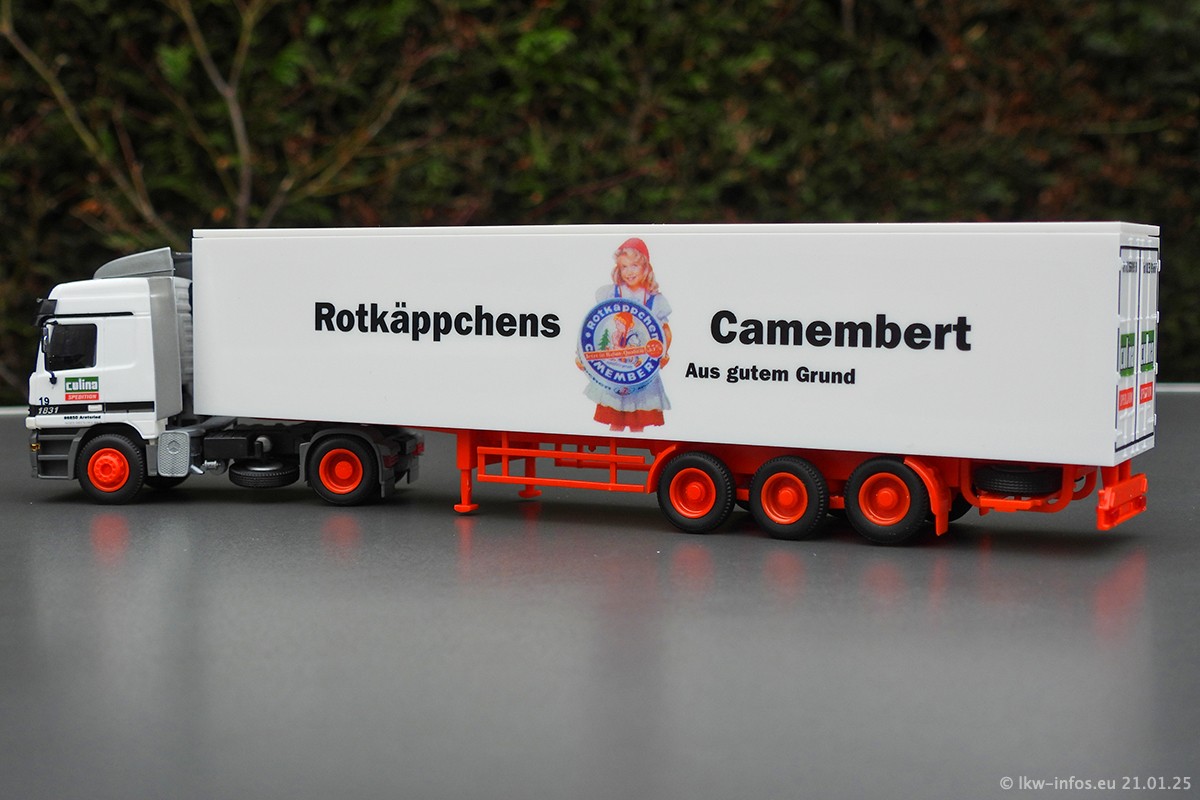 Rotkäppchens
Camembert
Aus gutem Grund
Rotkäppchen
CAMEMBERT
culina
SPEDITION
19
1831
© lkw-infos.eu 21.01.25